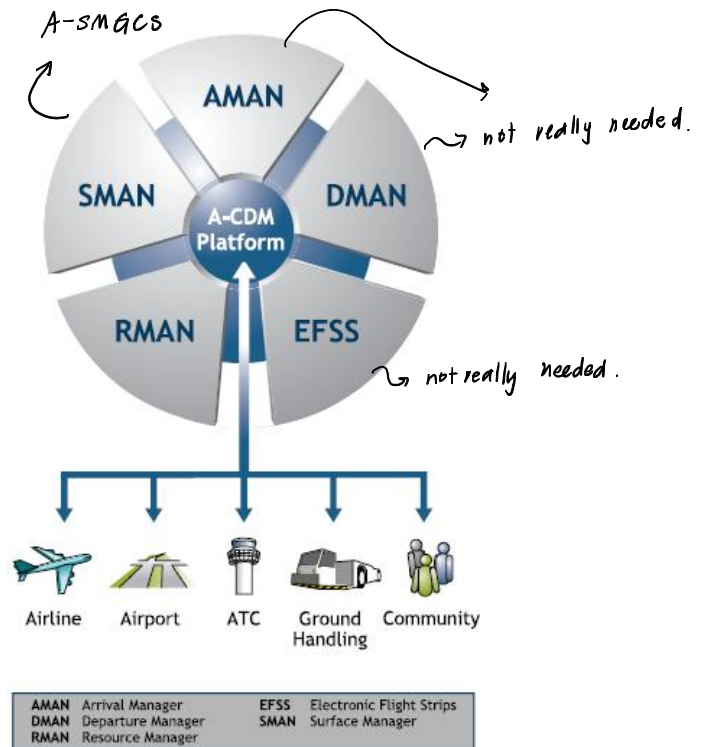 A-SMGCS
AMAN
not really needed.
SMAN
DMAN
A-CDM
Platform
RMAN
EFSS
not really needed.
Airline
Airport
ATC
Ground
Handling
Community
AMAN Arrival Manager
DMAN Departure Manager
RMAN Resource Manager
EFSS Electronic Flight Strips
SMAN Surface Manager